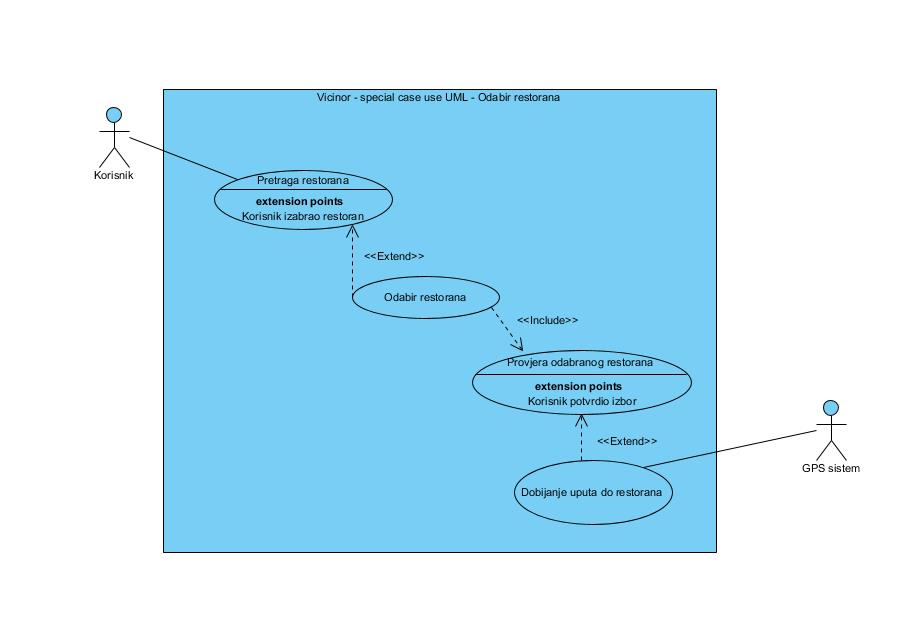 Vicinor - special case use UML - Odabir restorana
Korisnik
Pretraga restorana
extension points
Korisnik izabrao restoran
<<Extend>>
Odabir restorana
<<Include>>
Provjera odabranog restorana
extension points
Korisnik potvrdio izbor
<<Extend>>
GPS sistem
Dobijanje uputa do restorana